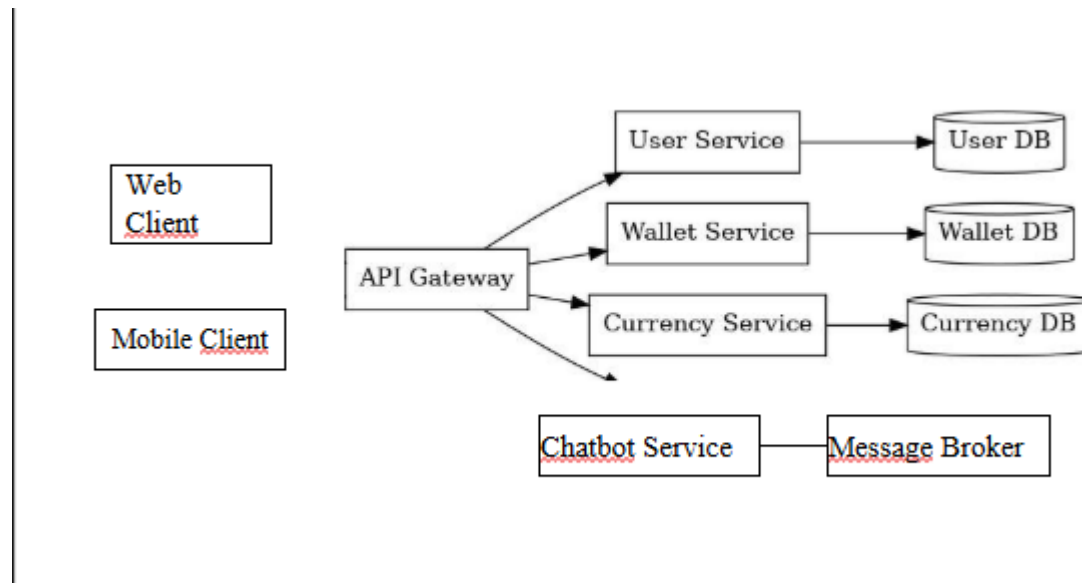 User Service
User DB
Web
Client
Wallet Service
Wallet DB
API Gateway
Mobile Client
Currency Service
Currency DB
Chatbot Service
Message Broker